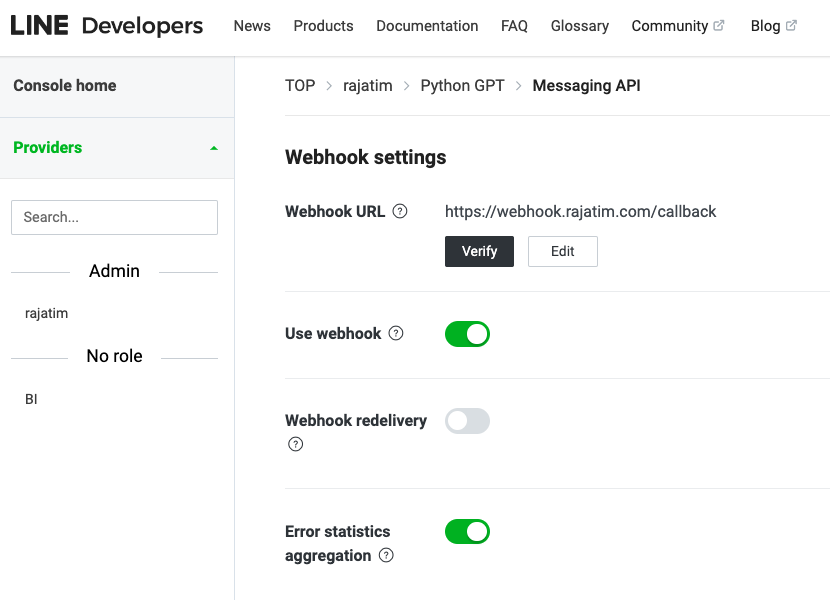 LINE Developers
News Products Documentation FAQ Glossary Community Blog
Console home
Providers
Search...
Admin
rajatim
No role
BI
TOP > rajatim > Python GPT > Messaging API
Webhook settings
Webhook URL ? https://webhook.rajatim.com/callback
Verify Edit
Use webhook ?
Webhook redelivery
?
Error statistics
aggregation ?